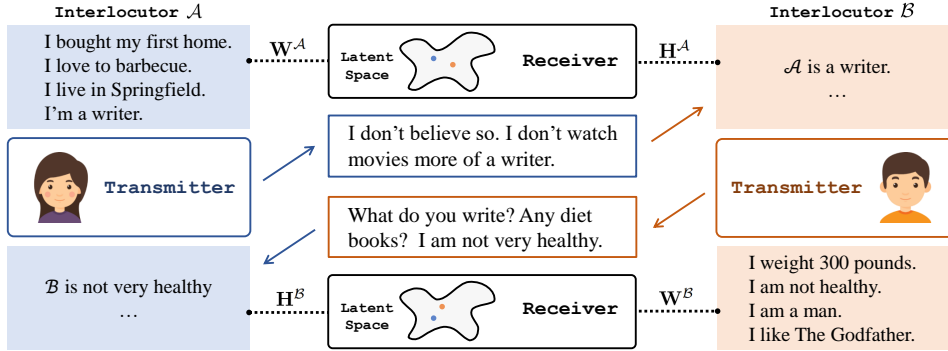 Interlocutor 𝒜
Interlocutor ℬ
I bought my first home.
I love to barbecue.
I live in Springfield.
I'm a writer.
W^𝒜
Latent
Space
Receiver
H^𝒜
𝒜 is a writer.
...
Transmitter
I don't believe so. I don't watch
movies more of a writer.
What do you write? Any diet
books? I am not very healthy.
Transmitter
ℬ is not very healthy
...
H^ℬ
Latent
Space
Receiver
W^ℬ
I weight 300 pounds.
I am not healthy.
I am a man.
I like The Godfather.